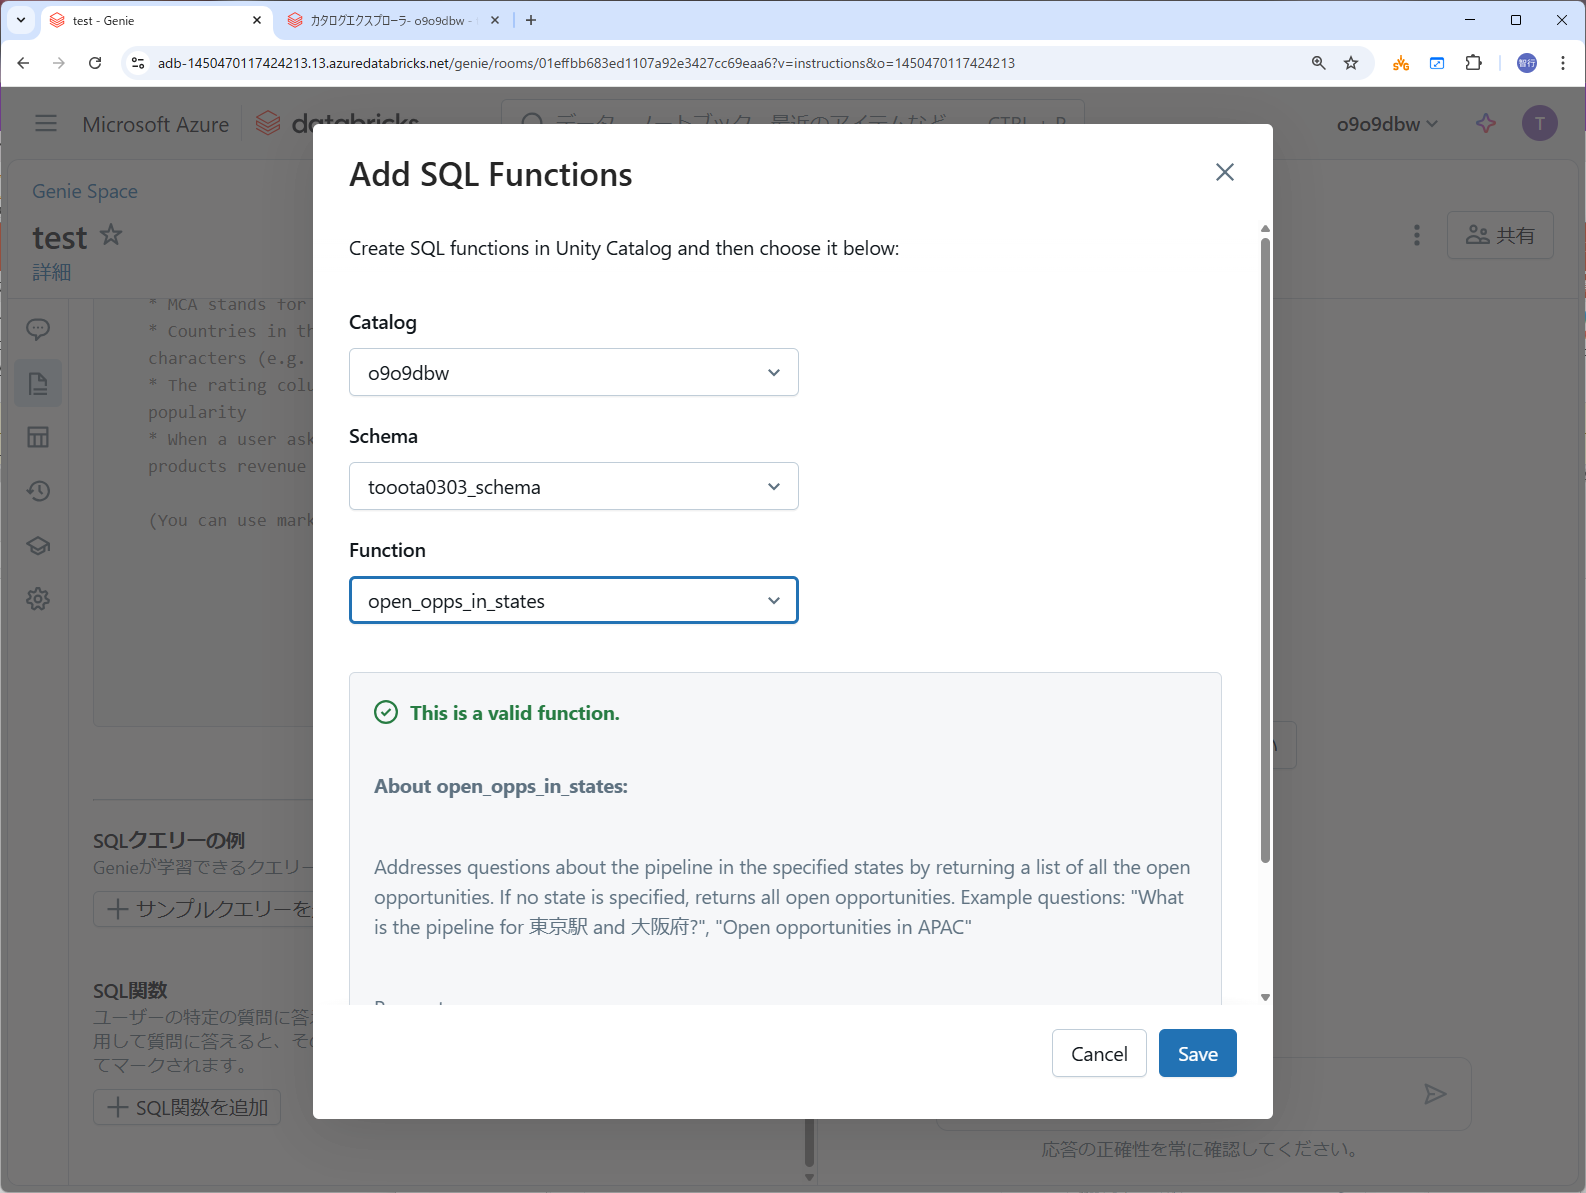 test - Genie
カタログエクスプローラ- o9o9dbw -
adb-1450470117424213.13.azuredatabricks.net/genie/rooms/01effbb683ed1107a92e3427cc69eaa6?v=instructions&o=1450470117424213
智行
Microsoft Azure
databricks
CTRL + P
o9o9dbw
T
Genie Space
test
詳細
共有
* MCA stands for
* Countries in th
characters (e.g.
* The rating colu
popularity
* When a user ask
products revenue
(You can use mark
SQLクエリーの例
Genieが学習できるクエリー
サンプルクエリーを
SQL関数
ユーザーの特定の質問に答
用して質問に答えると、そ
てマークされます。
SQL関数を追加
Add SQL Functions
Create SQL functions in Unity Catalog and then choose it below:
Catalog
o9o9dbw
Schema
tooota0303_schema
Function
open_opps_in_states
This is a valid function.
About open_opps_in_states:
Addresses questions about the pipeline in the specified states by returning a list of all the open
opportunities. If no state is specified, returns all open opportunities. Example questions: "What
is the pipeline for 東京駅 and 大阪府?", "Open opportunities in APAC"
Cancel
Save
応答の正確性を常に確認してください。